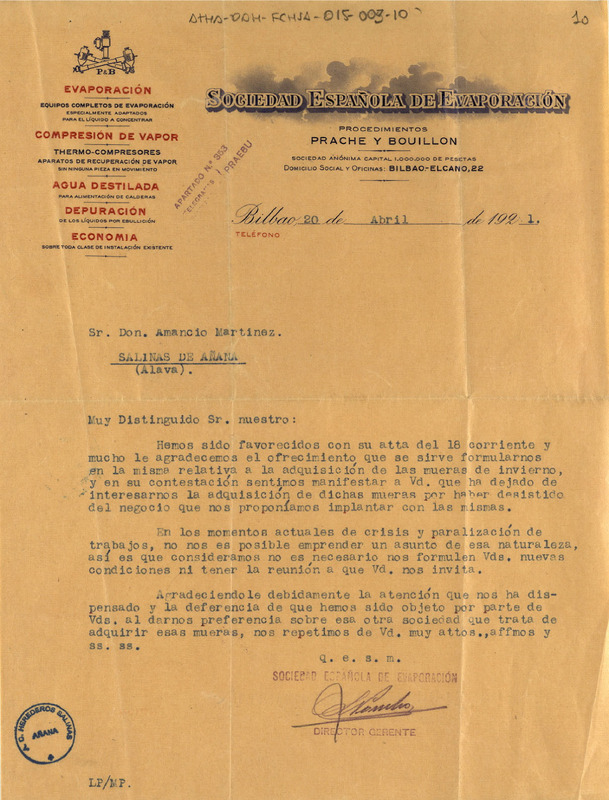 ATHA-DAH-FCHSA-015-003-10
10
P&B
EVAPORACIÓN
EQUIPOS COMPLETOS DE EVAPORACIÓN
ESPECIALMENTE ADAPTADOS
PARA EL LÍQUIDO A CONCENTRAR
COMPRESIÓN DE VAPOR
THERMO-COMPRESORES
APARATOS DE RECUPERACIÓN DE VAPOR
SIN NINGUNA PIEZA EN MOVIMIENTO
AGUA DESTILADA
PARA ALIMENTACIÓN DE CALDERAS
DEPURACIÓN
DE LOS LÍQUIDOS POR EBULLICIÓN
ECONOMIA
SOBRE TODA CLASE DE INSTALACIÓN EXISTENTE
SOCIEDAD ESPAÑOLA DE EVAPORACIÓN
PROCEDIMIENTOS
PRACHE Y BOUILLON
SOCIEDAD ANÓNIMA CAPITAL 1.000.000 DE PESETAS
DOMICILIO SOCIAL Y OFICINAS: BILBAO-ELCANO, 22
APARTADO N.º 353
TELEGRAMAS PRAEBU
Bilbao 20 de Abril de 1921.
TELÉFONO
Sr. Don. Amancio Martinez.
SALINAS DE AÑANA
(Alava).
Muy Distinguido Sr. nuestro:
Hemos sido favorecidos con su atta del 18 corriente y
mucho le agradecemos el ofrecimiento que se sirve formularnos
en la misma relativa a la adquisición de las mueras de invierno,
y en su contestación sentimos manifestar a Vd. que ha dejado de
interesarnos la adquisición de dichas mueras por haber desistido
del negocio que nos proponíamos implantar con las mismas.
En los momentos actuales de crisis y paralización de
trabajos, no nos es posible emprender un asunto de esa naturaleza,
así es que consideramos no es necesario nos formulen Vds. nuevas
condiciones ni tener la reunión a que Vd. nos invita.
Agradeciendole debidamente la atención que nos ha dis-
pensado y la deferencia de que hemos sido objeto por parte de
Vds. al darnos preferencia sobre esa otra sociedad que trata de
adquirir esas mueras, nos repetimos de Vd. muy attos.,affmos y
ss. ss.
q. e. s. m.
SOCIEDAD ESPAÑOLA DE EVAPORACIÓN
DIRECTOR GERENTE
C. HEREDEROS SALINAS
AÑANA
LP/MP.